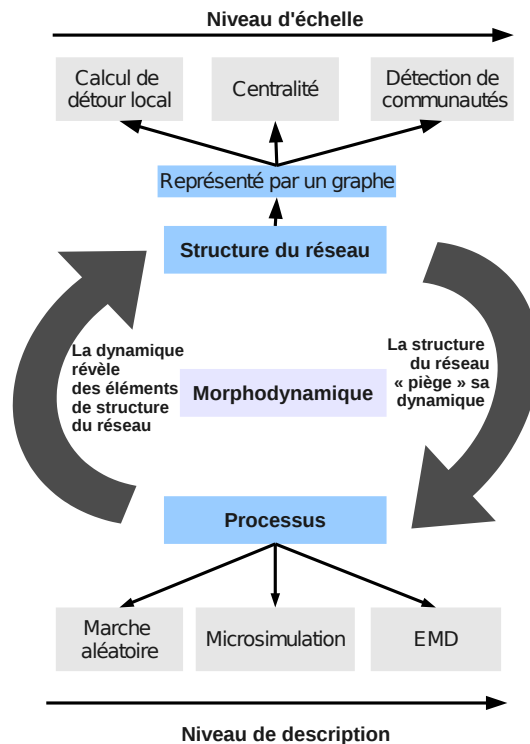 Niveau d'échelle
Calcul de
détour local
Centralité
Détection de
communautés
Représenté par un graphe
Structure du réseau
La dynamique
révèle
des éléments
de structure
du réseau
Morphodynamique
La structure
du réseau
« piège » sa
dynamique
Processus
Marche
aléatoire
Microsimulation
EMD
Niveau de description